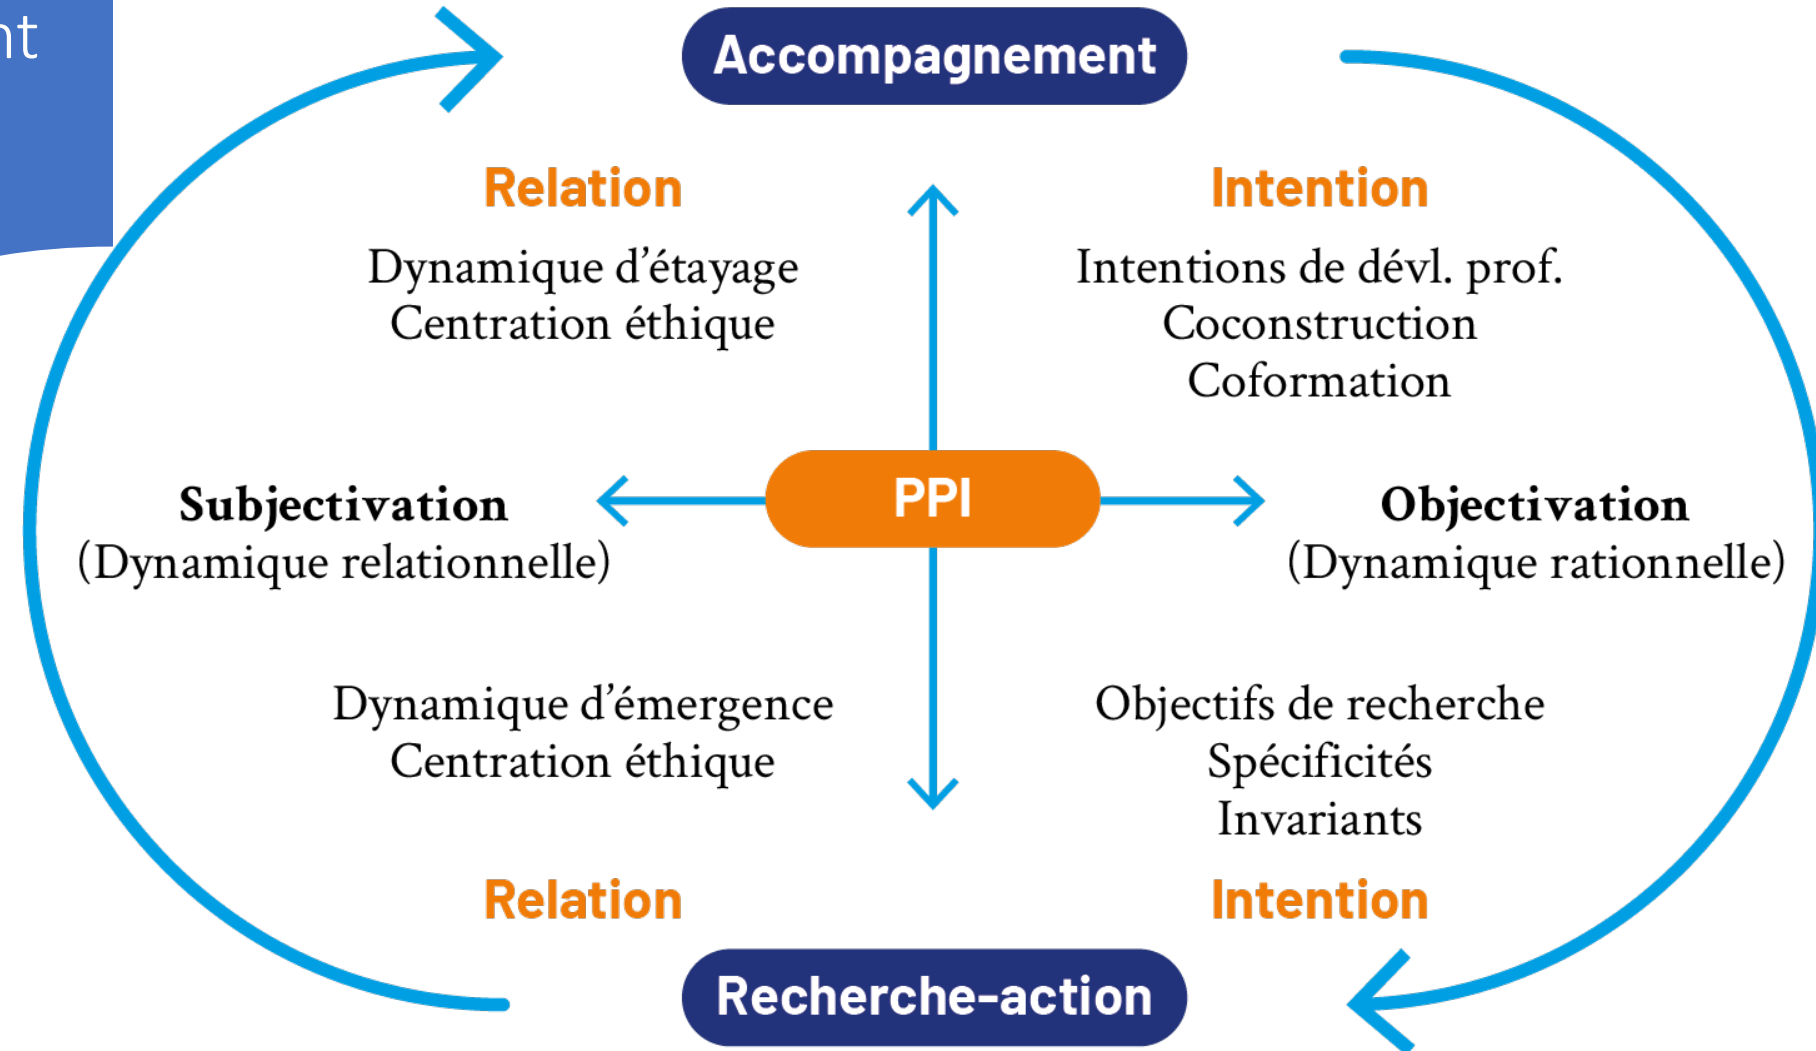 nt
Accompagnement
Relation
Dynamique d’étayage
Centration éthique
Intention
Intentions de dévl. prof.
Coconstruction
Coformation
Subjectivation
(Dynamique relationnelle)
PPI
Objectivation
(Dynamique rationnelle)
Dynamique d’émergence
Centration éthique
Relation
Objectifs de recherche
Spécificités
Invariants
Intention
Recherche-action